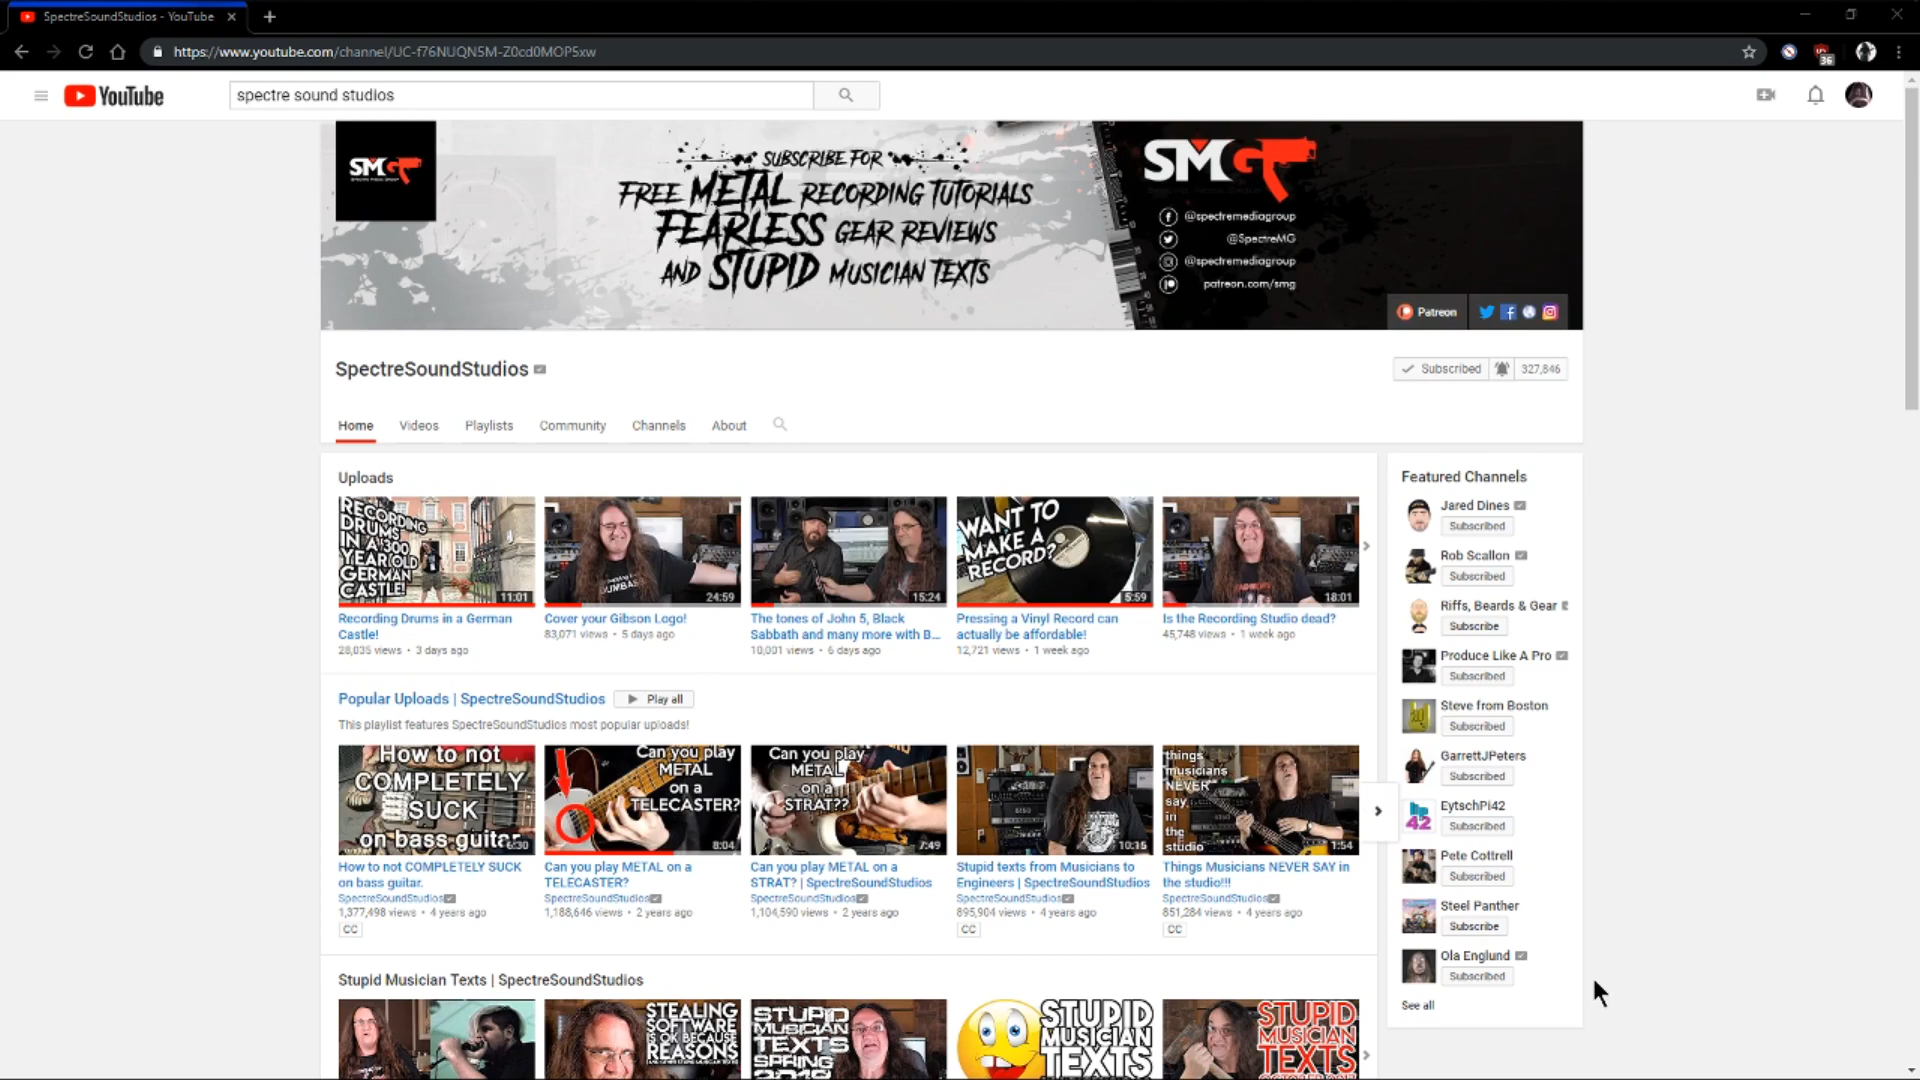 SpectreSoundStudios - YouTube
https://www.youtube.com/channel/UC-f76NUQN5M-Z0cd0MOP5xw
36
YouTube
spectre sound studios
SMG
SUBSCRIBE FOR
FREE METAL RECORDING TUTORIALS
FEARLESS GEAR REVIEWS
AND STUPID MUSICIAN TEXTS
SMG
@spectremediagroup
@SpectreMG
@spectremediagroup
patreon.com/smg
Patreon
SpectreSoundStudios
Subscribed 327,846
Home Videos Playlists Community Channels About
Uploads
RECORDING DRUMS IN A 300 YEAR OLD GERMAN CASTLE!
11:01
24:59
15:24
WANT TO MAKE A RECORD?
5:59
18:01
Recording Drums in a German Castle!
28,035 views • 3 days ago
Cover your Gibson Logo!
83,071 views • 5 days ago
The tones of John 5, Black Sabbath and many more with B...
10,001 views • 6 days ago
Pressing a Vinyl Record can actually be affordable!
12,721 views • 1 week ago
Is the Recording Studio dead?
45,748 views • 1 week ago
Popular Uploads | SpectreSoundStudios Play all
This playlist features SpectreSoundStudios most popular uploads!
How to not COMPLETELY SUCK on bass guitar.
6:30
Can you play METAL on a TELECASTER?
8:04
Can you play METAL on a STRAT??
7:49
10:15
things musicians NEVER say in the studio
1:54
How to not COMPLETELY SUCK on bass guitar.
SpectreSoundStudios
1,377,498 views • 4 years ago
CC
Can you play METAL on a TELECASTER?
SpectreSoundStudios
1,188,646 views • 2 years ago
Can you play METAL on a STRAT? | SpectreSoundStudios
SpectreSoundStudios
1,104,590 views • 2 years ago
Stupid texts from Musicians to Engineers | SpectreSoundStudios
SpectreSoundStudios
895,904 views • 4 years ago
CC
Things Musicians NEVER SAY in the studio!!!
SpectreSoundStudios
851,284 views • 4 years ago
CC
Stupid Musician Texts | SpectreSoundStudios
STEALING SOFTWARE IS OK BECAUSE REASONS
STUPID MUSICIAN TEXTS SPRING
STUPID MUSICIAN TEXTS
STUPID MUSICIAN TEXTS
Featured Channels
Jared Dines
Subscribed
Rob Scallon
Subscribed
Riffs, Beards & Gear
Subscribe
Produce Like A Pro
Subscribed
Steve from Boston
Subscribed
GarrettJPeters
Subscribed
42
EytschPi42
Subscribed
Pete Cottrell
Subscribed
Steel Panther
Subscribe
Ola Englund
Subscribed
See all